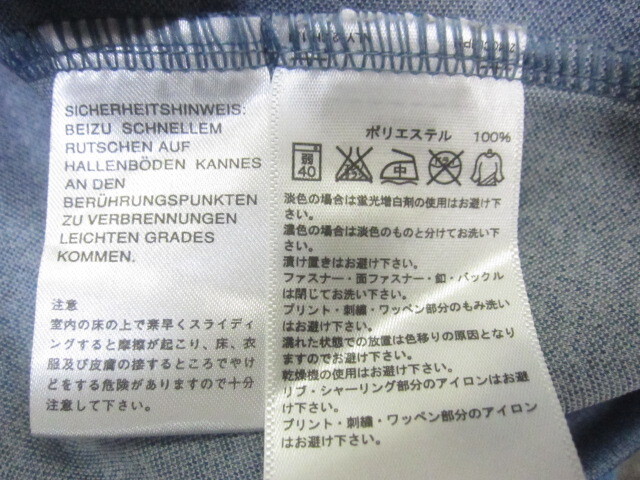 SICHERHEITSHINWEIS:
BEIZU SCHNELLEM
RUTSCHEN AUF
HALLENBÖDEN KANNES
AN DEN
BERÜHRUNGSPUNKTEN
ZU VERBRENNUNGEN
LEICHTEN GRADES
KOMMEN.
注意
室内の床の上で素早くスライディ
ングすると摩擦が起こり、床、衣
服及び皮膚の接するところでやけ
どをする危険がありますので十分
注意して下さい。
ポリエステル 100%
弱
40
中
淡色の場合は蛍光増白剤の使用はお避け下
さい。
濃色の場合は淡色のものと分けてお洗い下
さい。
漬け置きはお避け下さい。
ファスナー・面ファスナー・釦・バックル
は閉じてお洗い下さい。
プリント・刺繍・ワッペン部分のもみ洗い
はお避け下さい。
濡れた状態での放置は色移りの原因となり
ますのでお避け下さい。
乾燥機の使用はお避け下さい。
リブ・シャーリング部分のアイロンはお避
け下さい。
プリント・刺繍・ワッペン部分のアイロン
はお避け下さい。